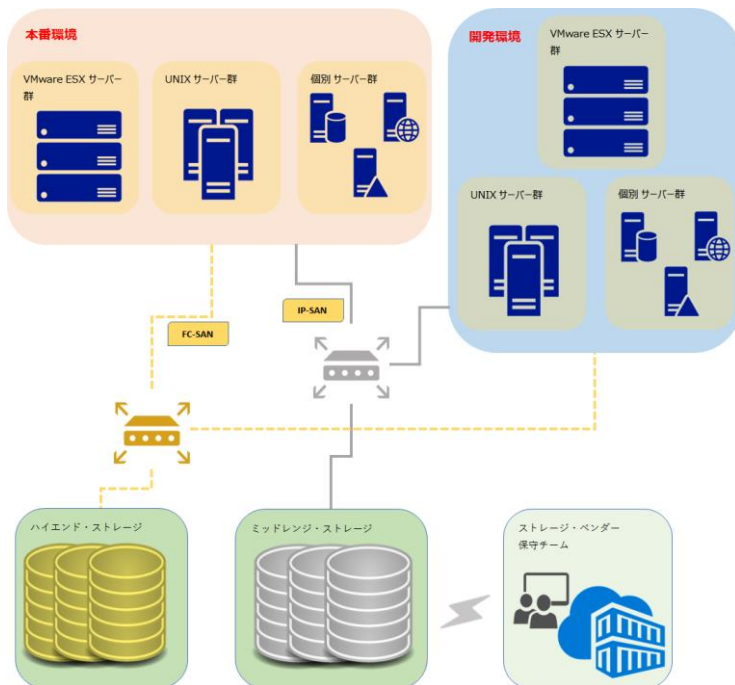 本番環境
VMware ESX サーバー
群
UNIX サーバー群
個別 サーバー群
開発環境
VMware ESX サーバー
群
UNIX サーバー群
個別 サーバー群
IP-SAN
FC-SAN
ハイエンド・ストレージ
ミッドレンジ・ストレージ
ストレージ・ベンダー
保守チーム